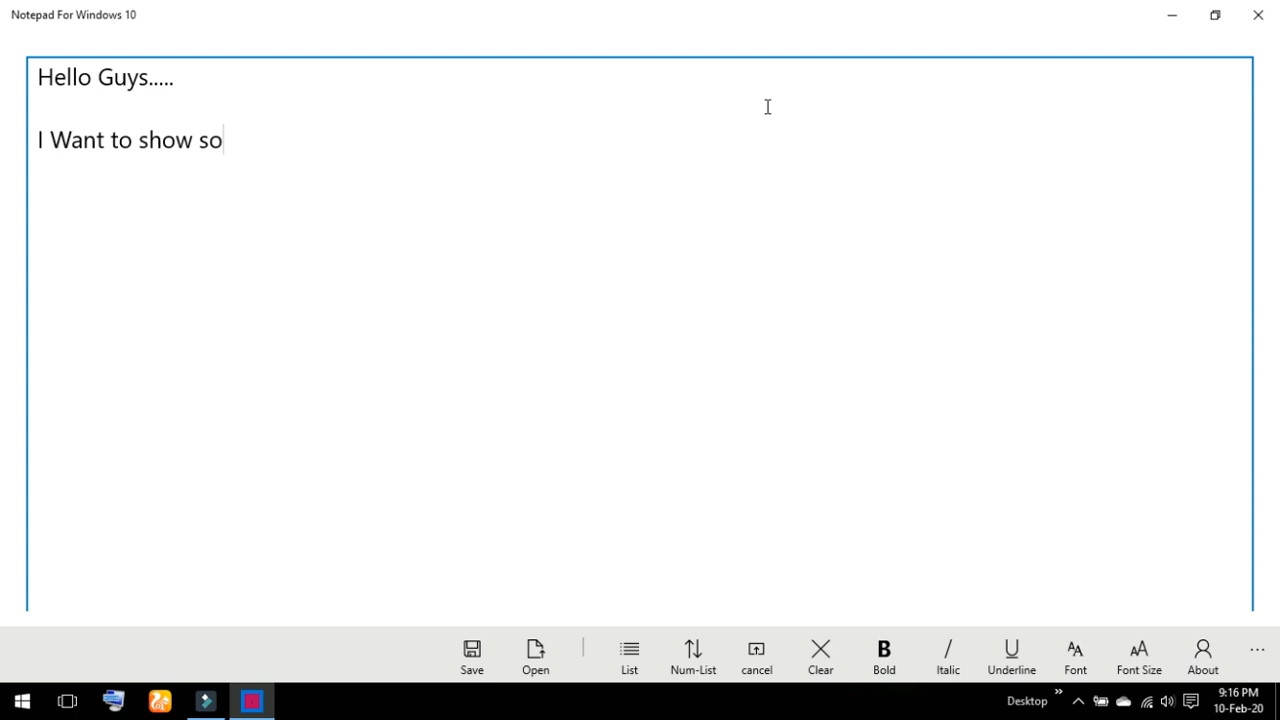 Notepad For Windows 10
Hello Guys.....
I Want to show so
Save Open List Num-List cancel Clear Bold Italic Underline Font Font Size About
Desktop
9:16 PM
10-Feb-20